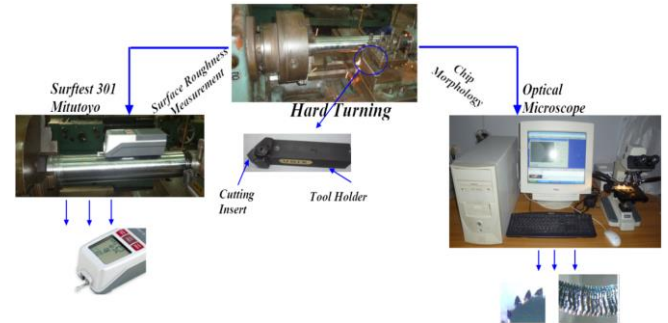 Surftest 301
Mitutoyo
Surface Roughness
Measurement
Hard Turning
Chip
Morphology
Optical
Microscope
Cutting
Insert
Tool Holder